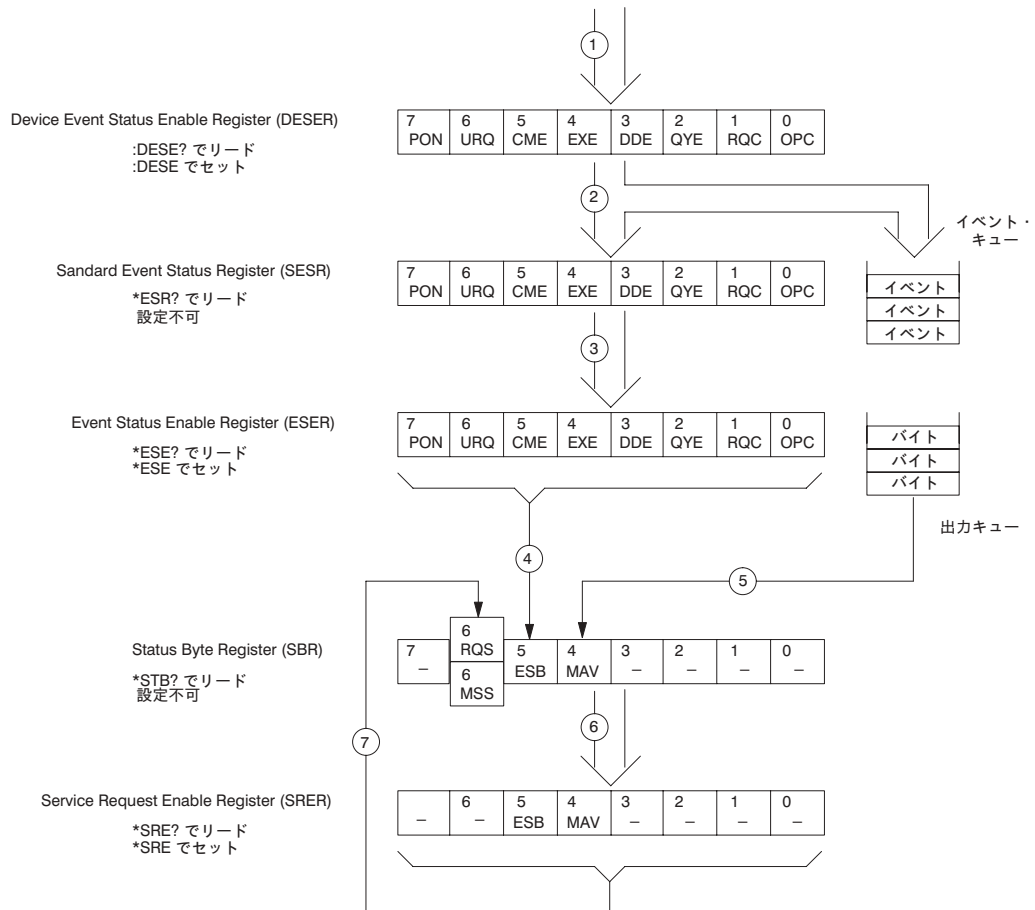 1
Device Event Status Enable Register (DESER)
:DESE? でリード
:DESE でセット
7 6 5 4 3 2 1 0
PON URQ CME EXE DDE QYE RQC OPC
2
イベント・
キュー
Sandard Event Status Register (SESR)
*ESR? でリード
設定不可
7 6 5 4 3 2 1 0
PON URQ CME EXE DDE QYE RQC OPC
イベント
イベント
イベント
3
Event Status Enable Register (ESER)
*ESE? でリード
*ESE でセット
7 6 5 4 3 2 1 0
PON URQ CME EXE DDE QYE RQC OPC
バイト
バイト
バイト
出力キュー
4
5
Status Byte Register (SBR)
*STB? でリード
設定不可
6
RQS
6
MSS
7 5 4 3 2 1 0
– ESB MAV – – – –
6
7
Service Request Enable Register (SRER)
*SRE? でリード
*SRE でセット
6 5 4 3 2 1 0
– – ESB MAV – – – –